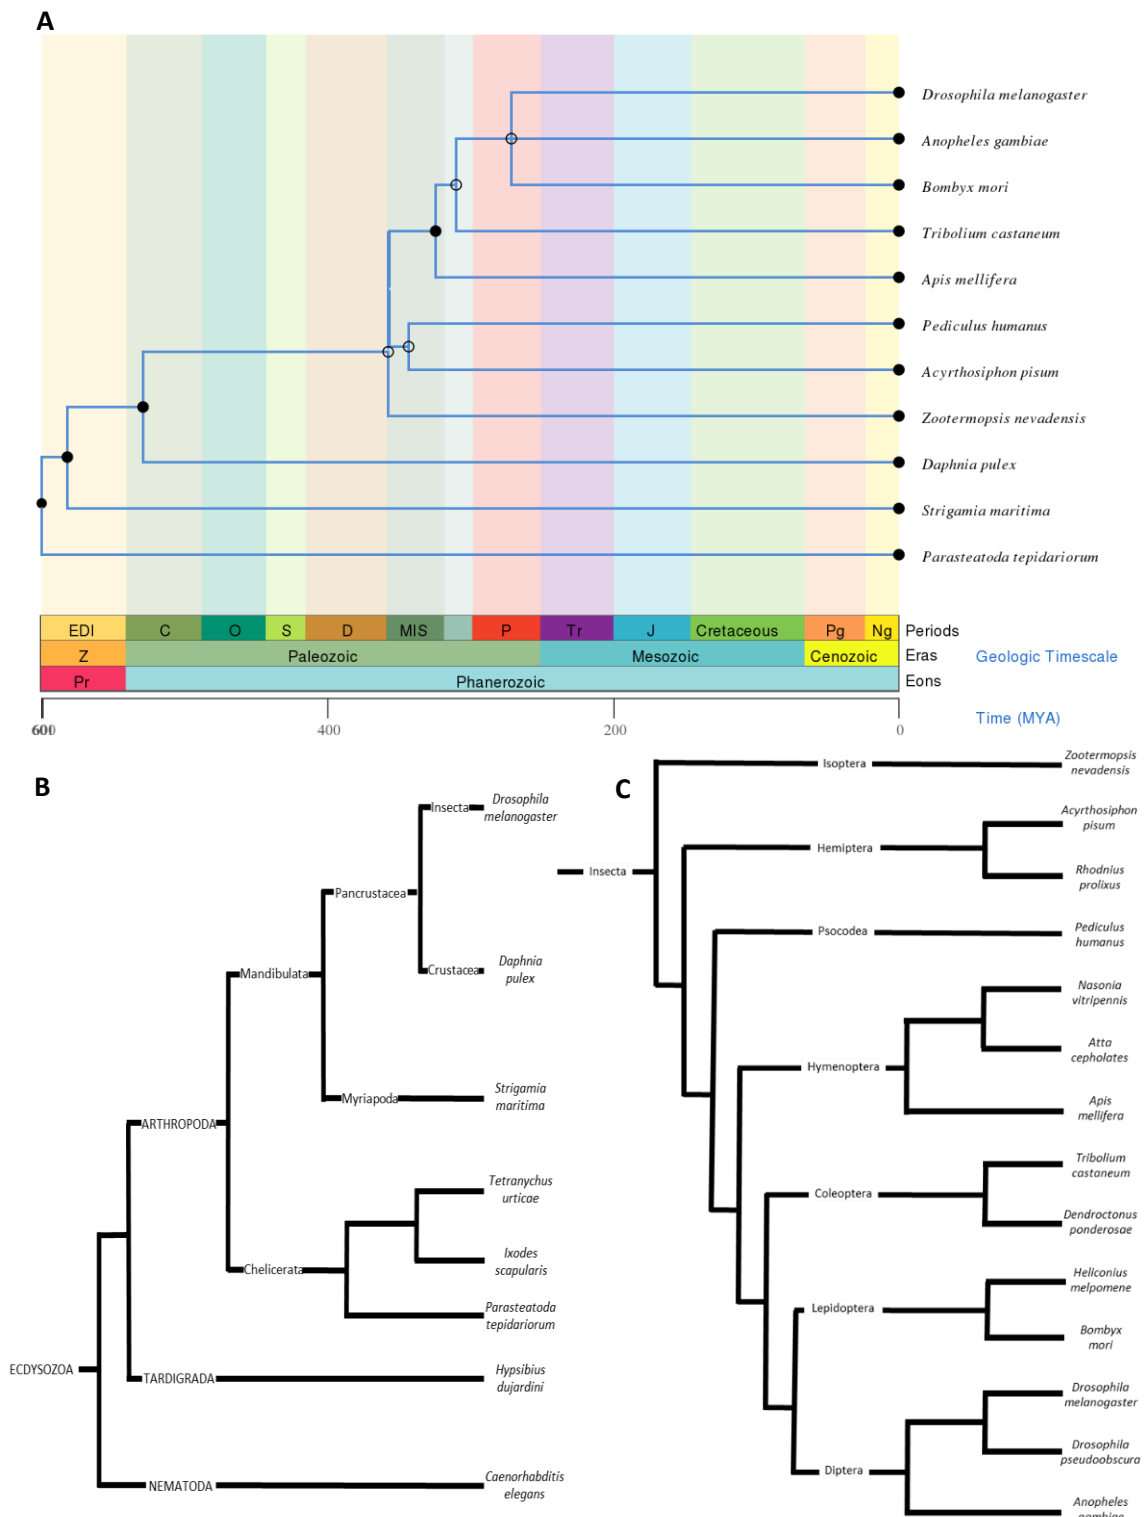 A
Drosophila melanogaster
Anopheles gambiae
Bombyx mori
Tribolium castaneum
Apis mellifera
Pediculus humanus
Acyrthosiphon pisum
Zootermopsis nevadensis
Daphnia pulex
Strigamia maritima
Parasteatoda tepidariorum
EDI C O S D MIS P Tr J Cretaceous Pg Ng Periods
Z Paleozoic Mesozoic Cenozoic Eras Geologic Timescale
Pr Phanerozoic Eons
400 200 0 Time (MYA)
B
Insecta
Drosophila
melanogaster
Pancrustacea
Crustacea
Daphnia
pulex
Mandibulata
Myriapoda
Strigamia
maritima
ARTHROPODA
Tetranychus
urticae
Ixodes
scapularis
Chelicerata
Parasteatoda
tepidariorum
ECDYSOZOA
TARDIGRADA
Hypsibius
dujardini
NEMATODA
Caenorhabditis
elegans
C
Isoptera
Zootermopsis
nevadensis
Insecta
Hemiptera
Acyrthosiphon
pisum
Rhodnius
prolixus
Psocodea
Pediculus
humanus
Hymenoptera
Nasonia
vitripennis
Atta
cepholates
Apis
mellifera
Coleoptera
Tribolium
castaneum
Dendroctonus
ponderosae
Lepidoptera
Heliconius
melpomene
Bombyx
mori
Diptera
Drosophila
melanogaster
Drosophila
pseudoobscura
Anopheles